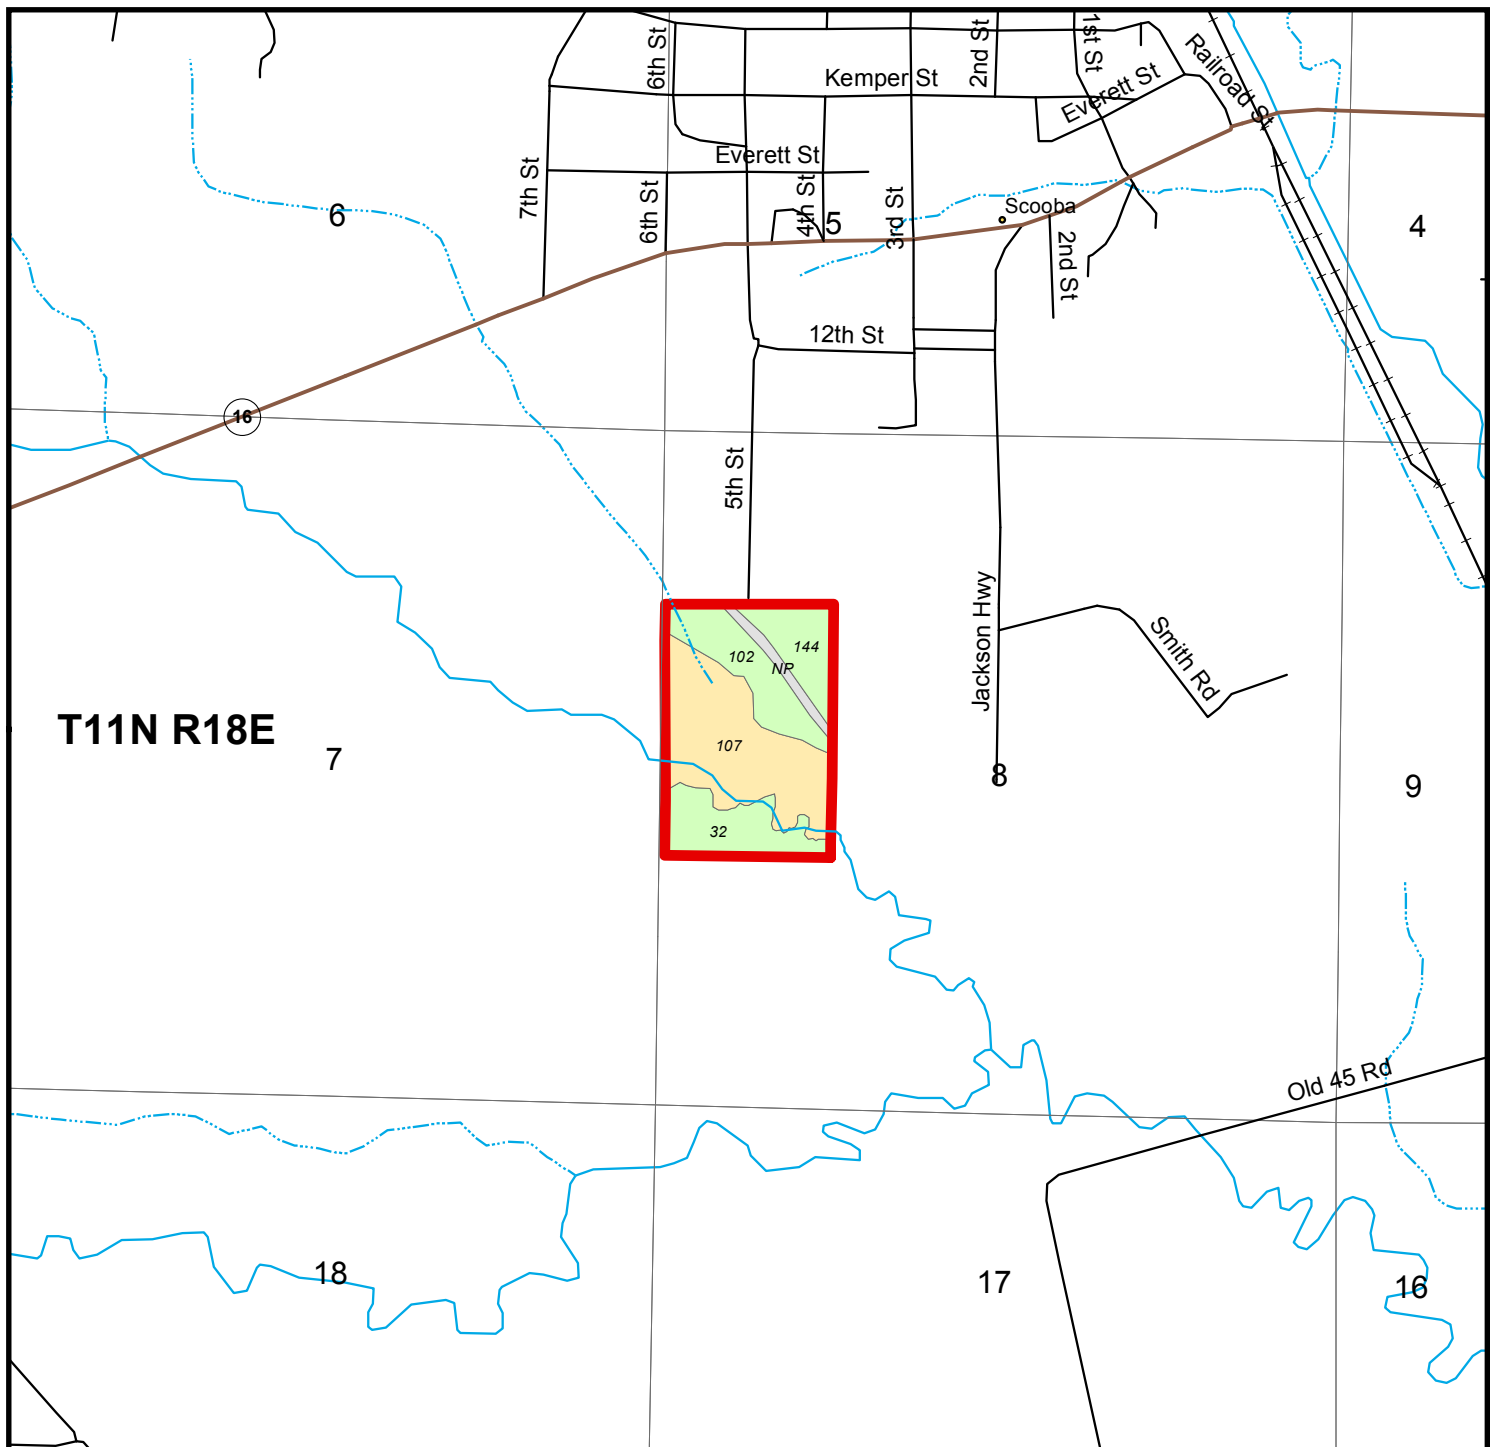 6th St
2nd St
1st St
Railroad St
Kemper St
Everett St
Everett St
7th St
6th St
4th St
3rd St
Scooba
6
5
4
2nd St
12th St
16
5th St
Jackson Hwy
Smith Rd
144
102
NP
T11N R18E
107
7
8
9
32
Old 45 Rd
18
17
16